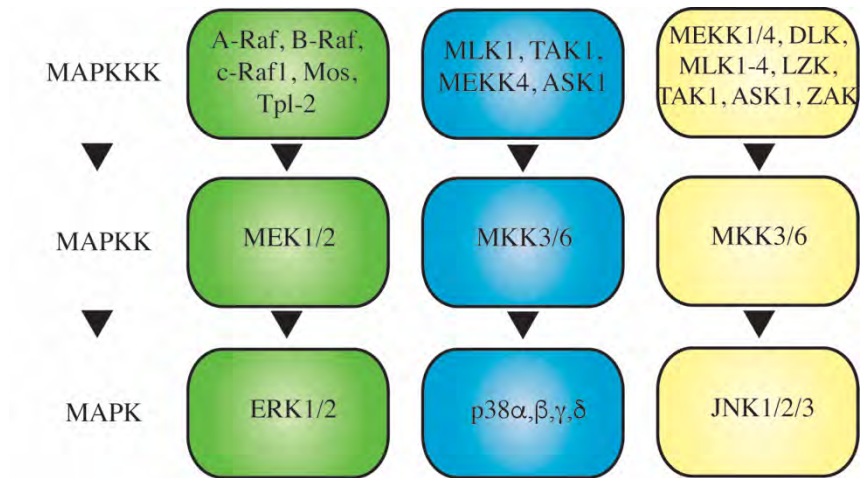 MAPKKK
A-Raf, B-Raf,
c-Raf1, Mos,
Tpl-2
MLK1, TAK1,
MEKK4, ASK1
MEKK1/4, DLK,
MLK1-4, LZK,
TAK1, ASK1, ZAK
MAPKK
MEK1/2
MKK3/6
MKK3/6
MAPK
ERK1/2
p38α,β,γ,δ
JNK1/2/3